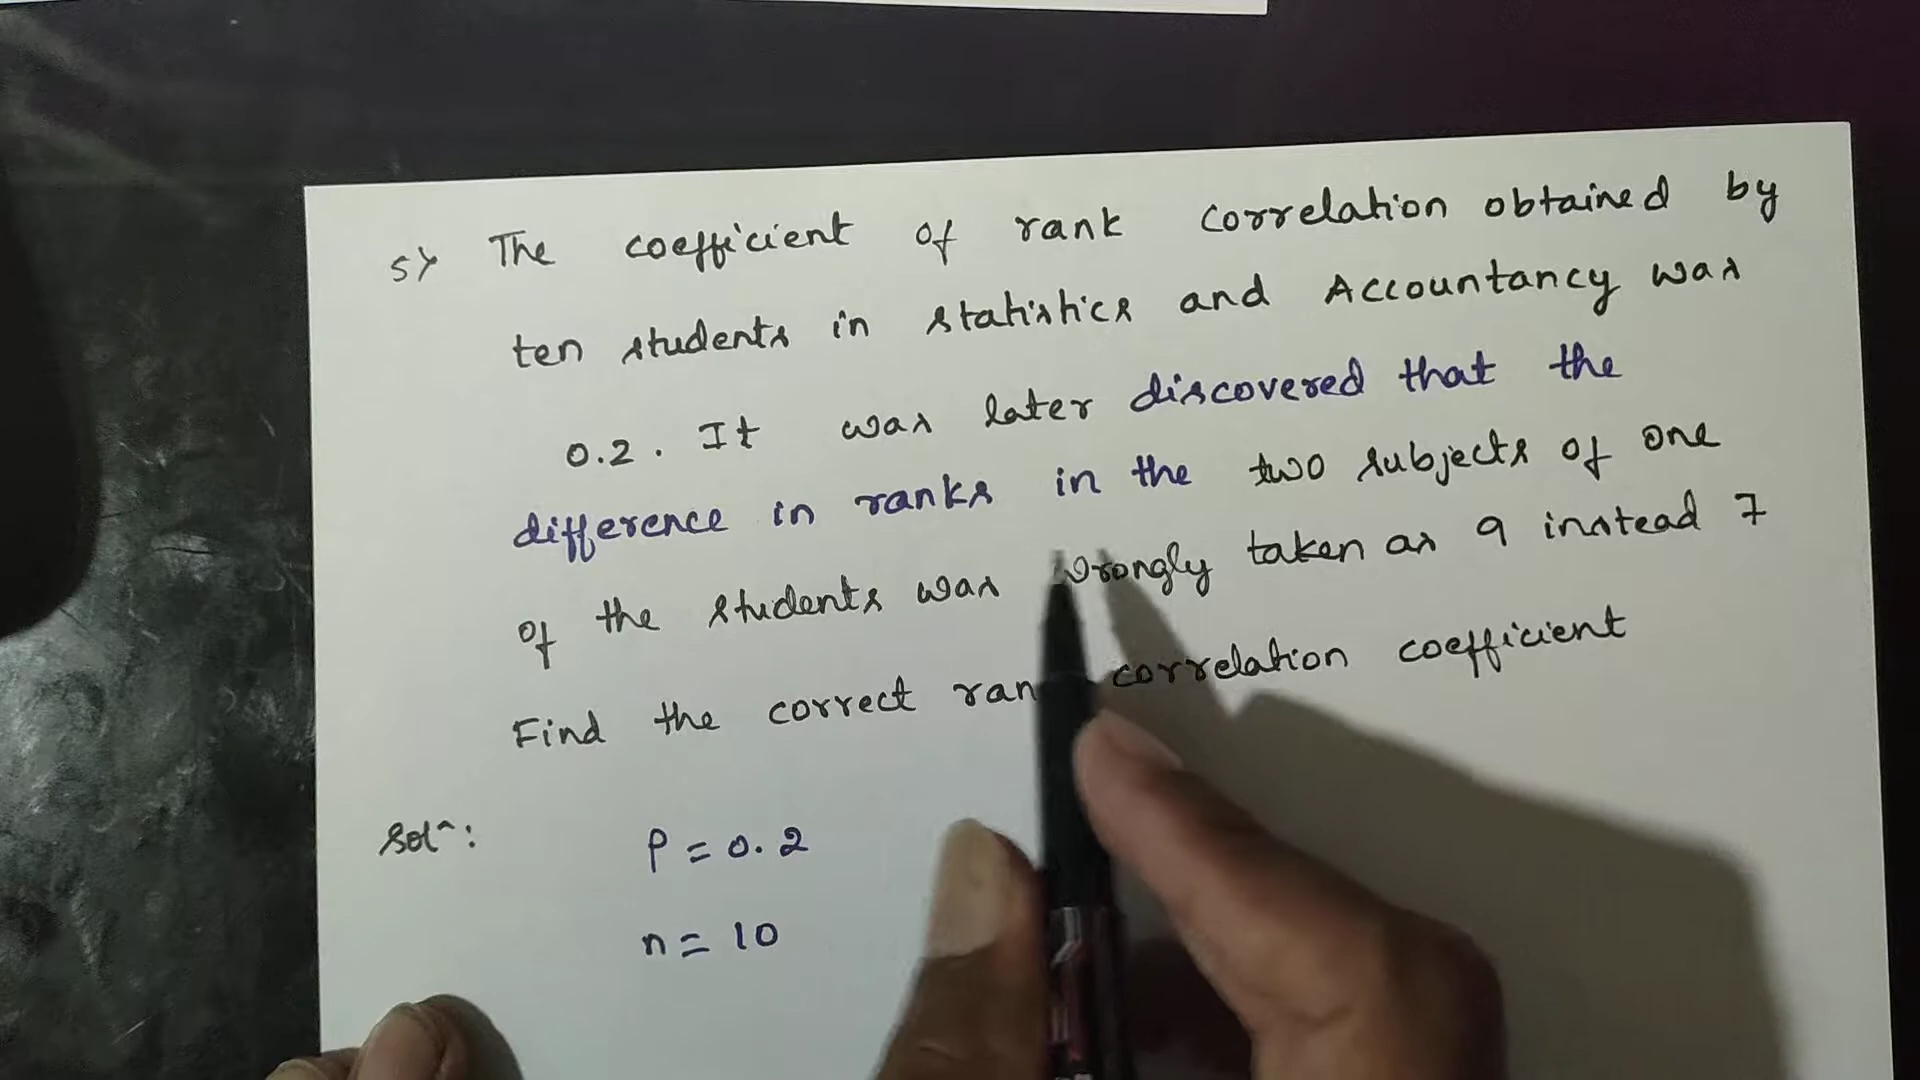 5) The coefficient of rank correlation obtained by
ten students in statistics and Accountancy was
0.2. It was later discovered that the
difference in ranks in the two subjects of one
of the students was wrongly taken as 9 instead 7
Find the correct ran correlation coefficient
Solⁿ: ρ = 0.2
n = 10